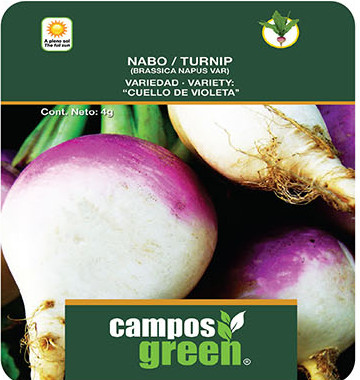 A pleno sol
The full sun
NABO / TURNIP
(BRASSICA NAPUS VAR)
VARIEDAD - VARIETY:
"CUELLO DE VIOLETA"
Cont. Neto: 4g
campos
green®